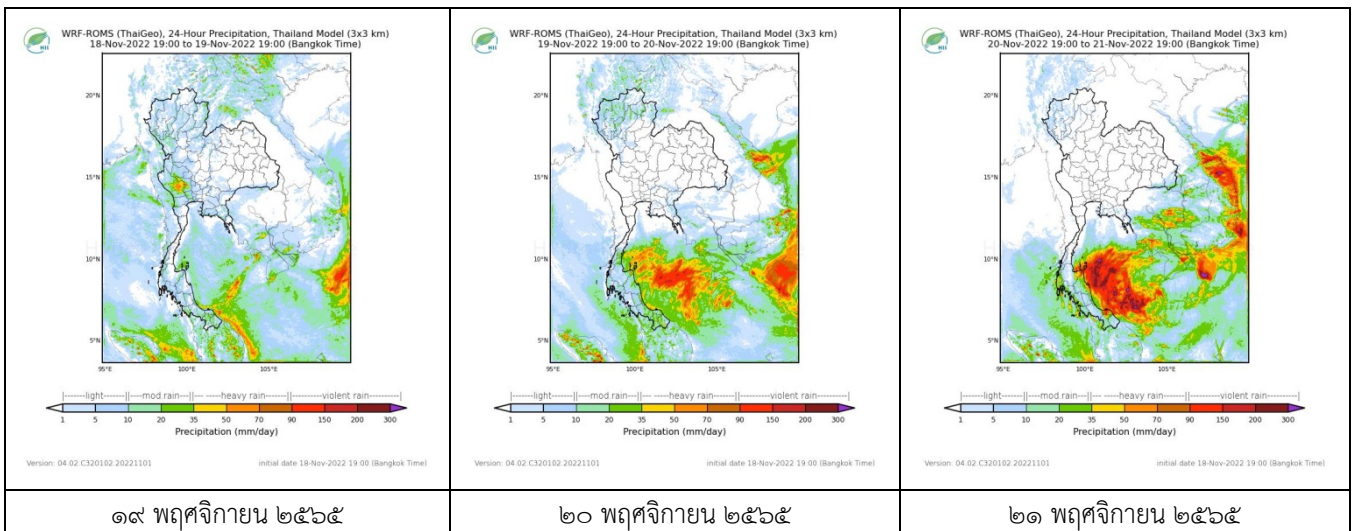 HII
WRF-ROMS (ThaiGeo), 24-Hour Precipitation, Thailand Model (3x3 km)
18-Nov-2022 19:00 to 19-Nov-2022 19:00 (Bangkok Time)
20°N
15°N
10°N
5°N
95°E 100°E 105°E
|-------light-------||---mod rain---||--- heavy rain------||-------violent rain-------|
1 5 10 20 35 50 70 90 150 200 300
Precipitation (mm/day)
Version: 04.02.C320102.20221101 initial date 18-Nov-2022 19:00 (Bangkok Time)
๑๙ พฤศจิกายน ๒๕๖๕
HII
WRF-ROMS (ThaiGeo), 24-Hour Precipitation, Thailand Model (3x3 km)
19-Nov-2022 19:00 to 20-Nov-2022 19:00 (Bangkok Time)
20°N
15°N
10°N
5°N
95°E 100°E 105°E
|-------light-------||---mod rain---||--- heavy rain------||-------violent rain-------|
1 5 10 20 35 50 70 90 150 200 300
Precipitation (mm/day)
Version: 04.02.C320102.20221101 initial date 18-Nov-2022 19:00 (Bangkok Time)
๒๐ พฤศจิกายน ๒๕๖๕
HII
WRF-ROMS (ThaiGeo), 24-Hour Precipitation, Thailand Model (3x3 km)
20-Nov-2022 19:00 to 21-Nov-2022 19:00 (Bangkok Time)
20°N
15°N
10°N
5°N
95°E 100°E 105°E
|-------light-------||---mod rain---||--- heavy rain------||-------violent rain-------|
1 5 10 20 35 50 70 90 150 200 300
Precipitation (mm/day)
Version: 04.02.C320102.20221101 initial date 18-Nov-2022 19:00 (Bangkok Time)
๒๑ พฤศจิกายน ๒๕๖๕